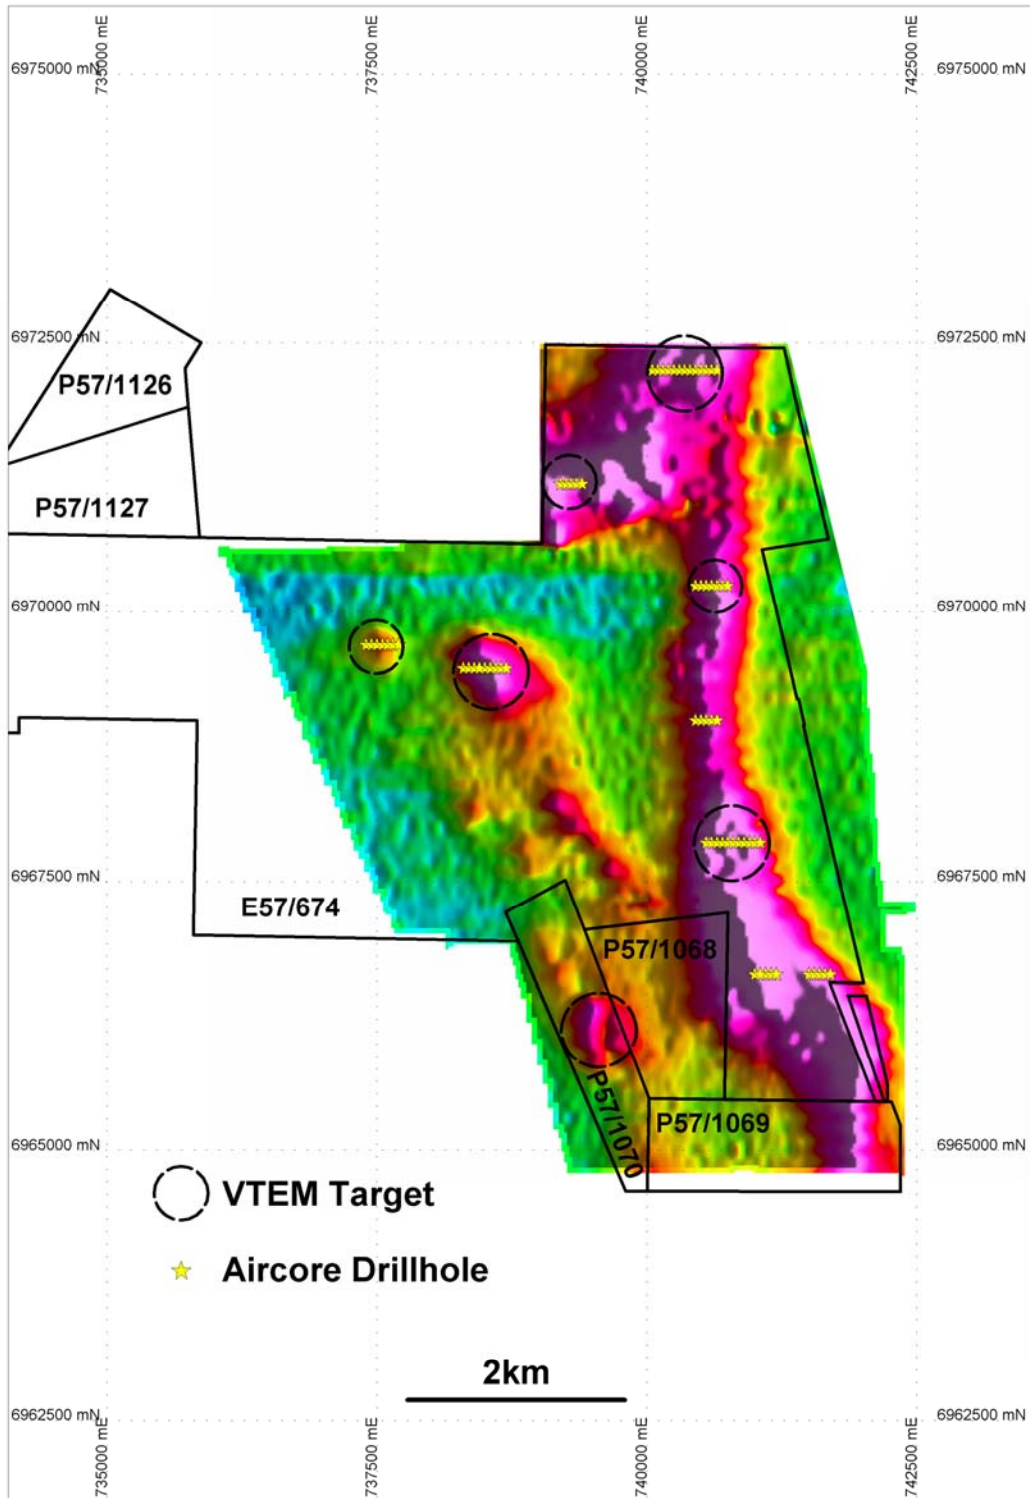 735000 mE
737500 mE
740000 mE
742500 mE
6975000 mN
6975000 mN
6972500 mN
6972500 mN
P57/1126
P57/1127
6970000 mN
6970000 mN
6967500 mN
6967500 mN
E57/674
P57/1068
P57/1070
P57/1069
6965000 mN
6965000 mN
VTEM Target
Aircore Drillhole
2km
6962500 mN
6962500 mN
735000 mE
737500 mE
740000 mE
742500 mE